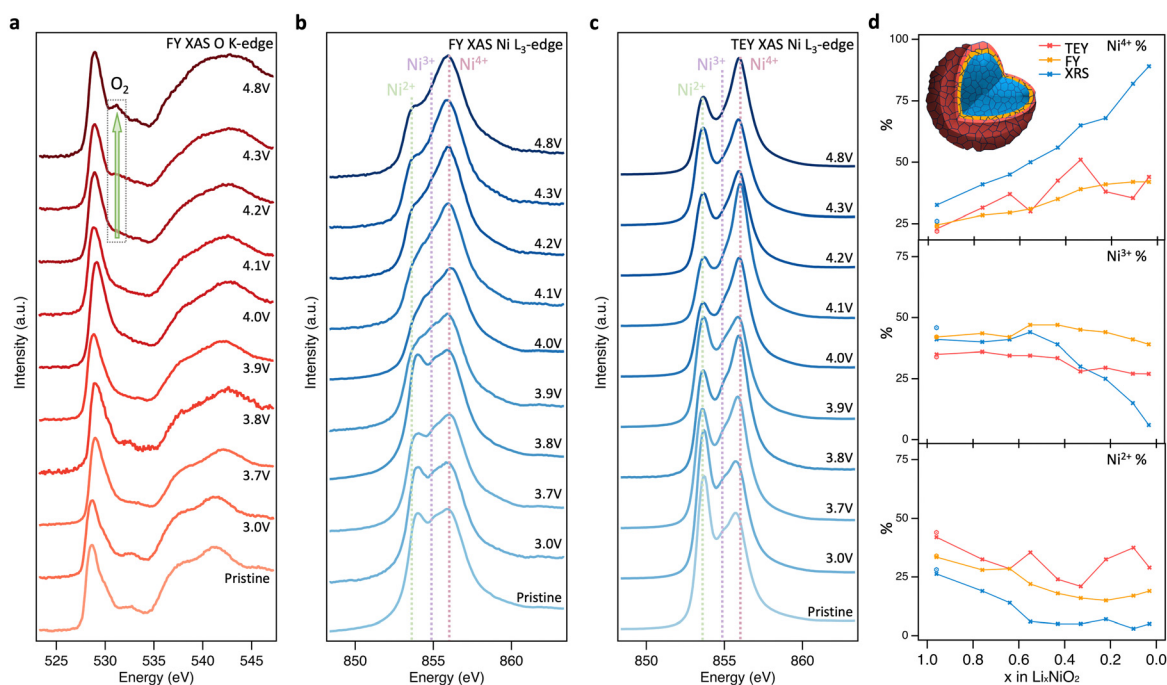 a
FY XAS O K-edge
O₂
4.8V
4.3V
4.2V
4.1V
4.0V
3.9V
3.8V
3.7V
3.0V
Pristine
Intensity (a.u.)
525
530
535
540
545
Energy (eV)
b
FY XAS Ni L₃-edge
Ni³⁺
Ni⁴⁺
Ni²⁺
4.8V
4.3V
4.2V
4.1V
4.0V
3.9V
3.8V
3.7V
3.0V
Pristine
Intensity (a.u.)
850
855
860
Energy (eV)
c
TEY XAS Ni L₃-edge
Ni³⁺
Ni⁴⁺
Ni²⁺
4.8V
4.3V
4.2V
4.1V
4.0V
3.9V
3.8V
3.7V
3.0V
Pristine
Intensity (a.u.)
850
855
860
Energy (eV)
d
Ni⁴⁺ %
TEY
FY
XRS
100
75
50
25
%
Ni³⁺ %
75
50
25
0
%
Ni²⁺ %
75
50
25
0
%
1.0
0.8
0.6
0.4
0.2
0.0
x in LiₓNiO₂